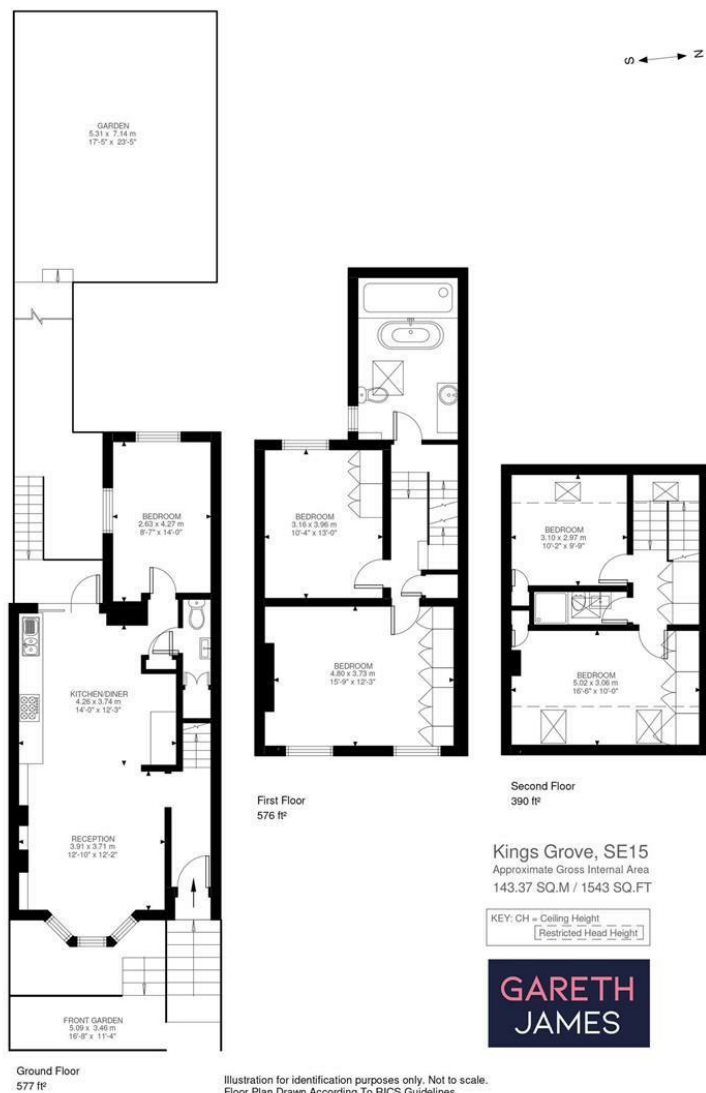 S N
GARDEN
5.31 x 7.14 m
17'-5" x 23'-5"
BEDROOM
2.63 x 4.27 m
8'-7" x 14'-0"
KITCHEN/DINER
4.26 x 3.74 m
14'-0" x 12'-3"
RECEPTION
3.91 x 3.71 m
12'-10" x 12'-2"
FRONT GARDEN
5.09 x 3.46 m
16'-8" x 11'-4"
Ground Floor
577 ft²
BEDROOM
3.16 x 3.96 m
10'-4" x 13'-0"
BEDROOM
4.80 x 3.73 m
15'-9" x 12'-3"
First Floor
576 ft²
BEDROOM
3.10 x 2.97 m
10'-2" x 9'-9"
BEDROOM
5.02 x 3.06 m
16'-6" x 10'-0"
Second Floor
390 ft²
Kings Grove, SE15
Approximate Gross Internal Area
143.37 SQ.M / 1543 SQ.FT
KEY: CH = Ceiling Height
Restricted Head Height
GARETH
JAMES
Illustration for identification purposes only. Not to scale.
Floor Plan Drawn According To RICS Guidelines